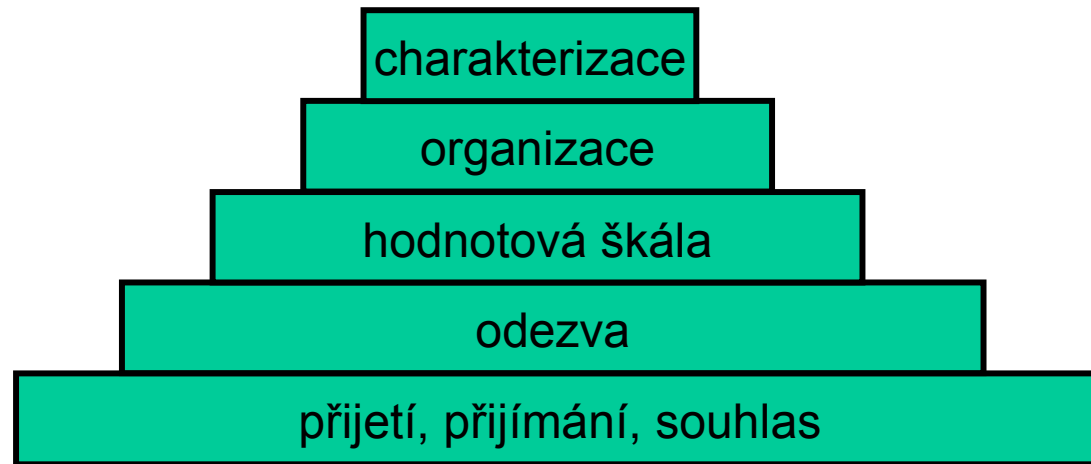 charakterizace
organizace
hodnotová škála
odezva
přijetí, přijímání, souhlas